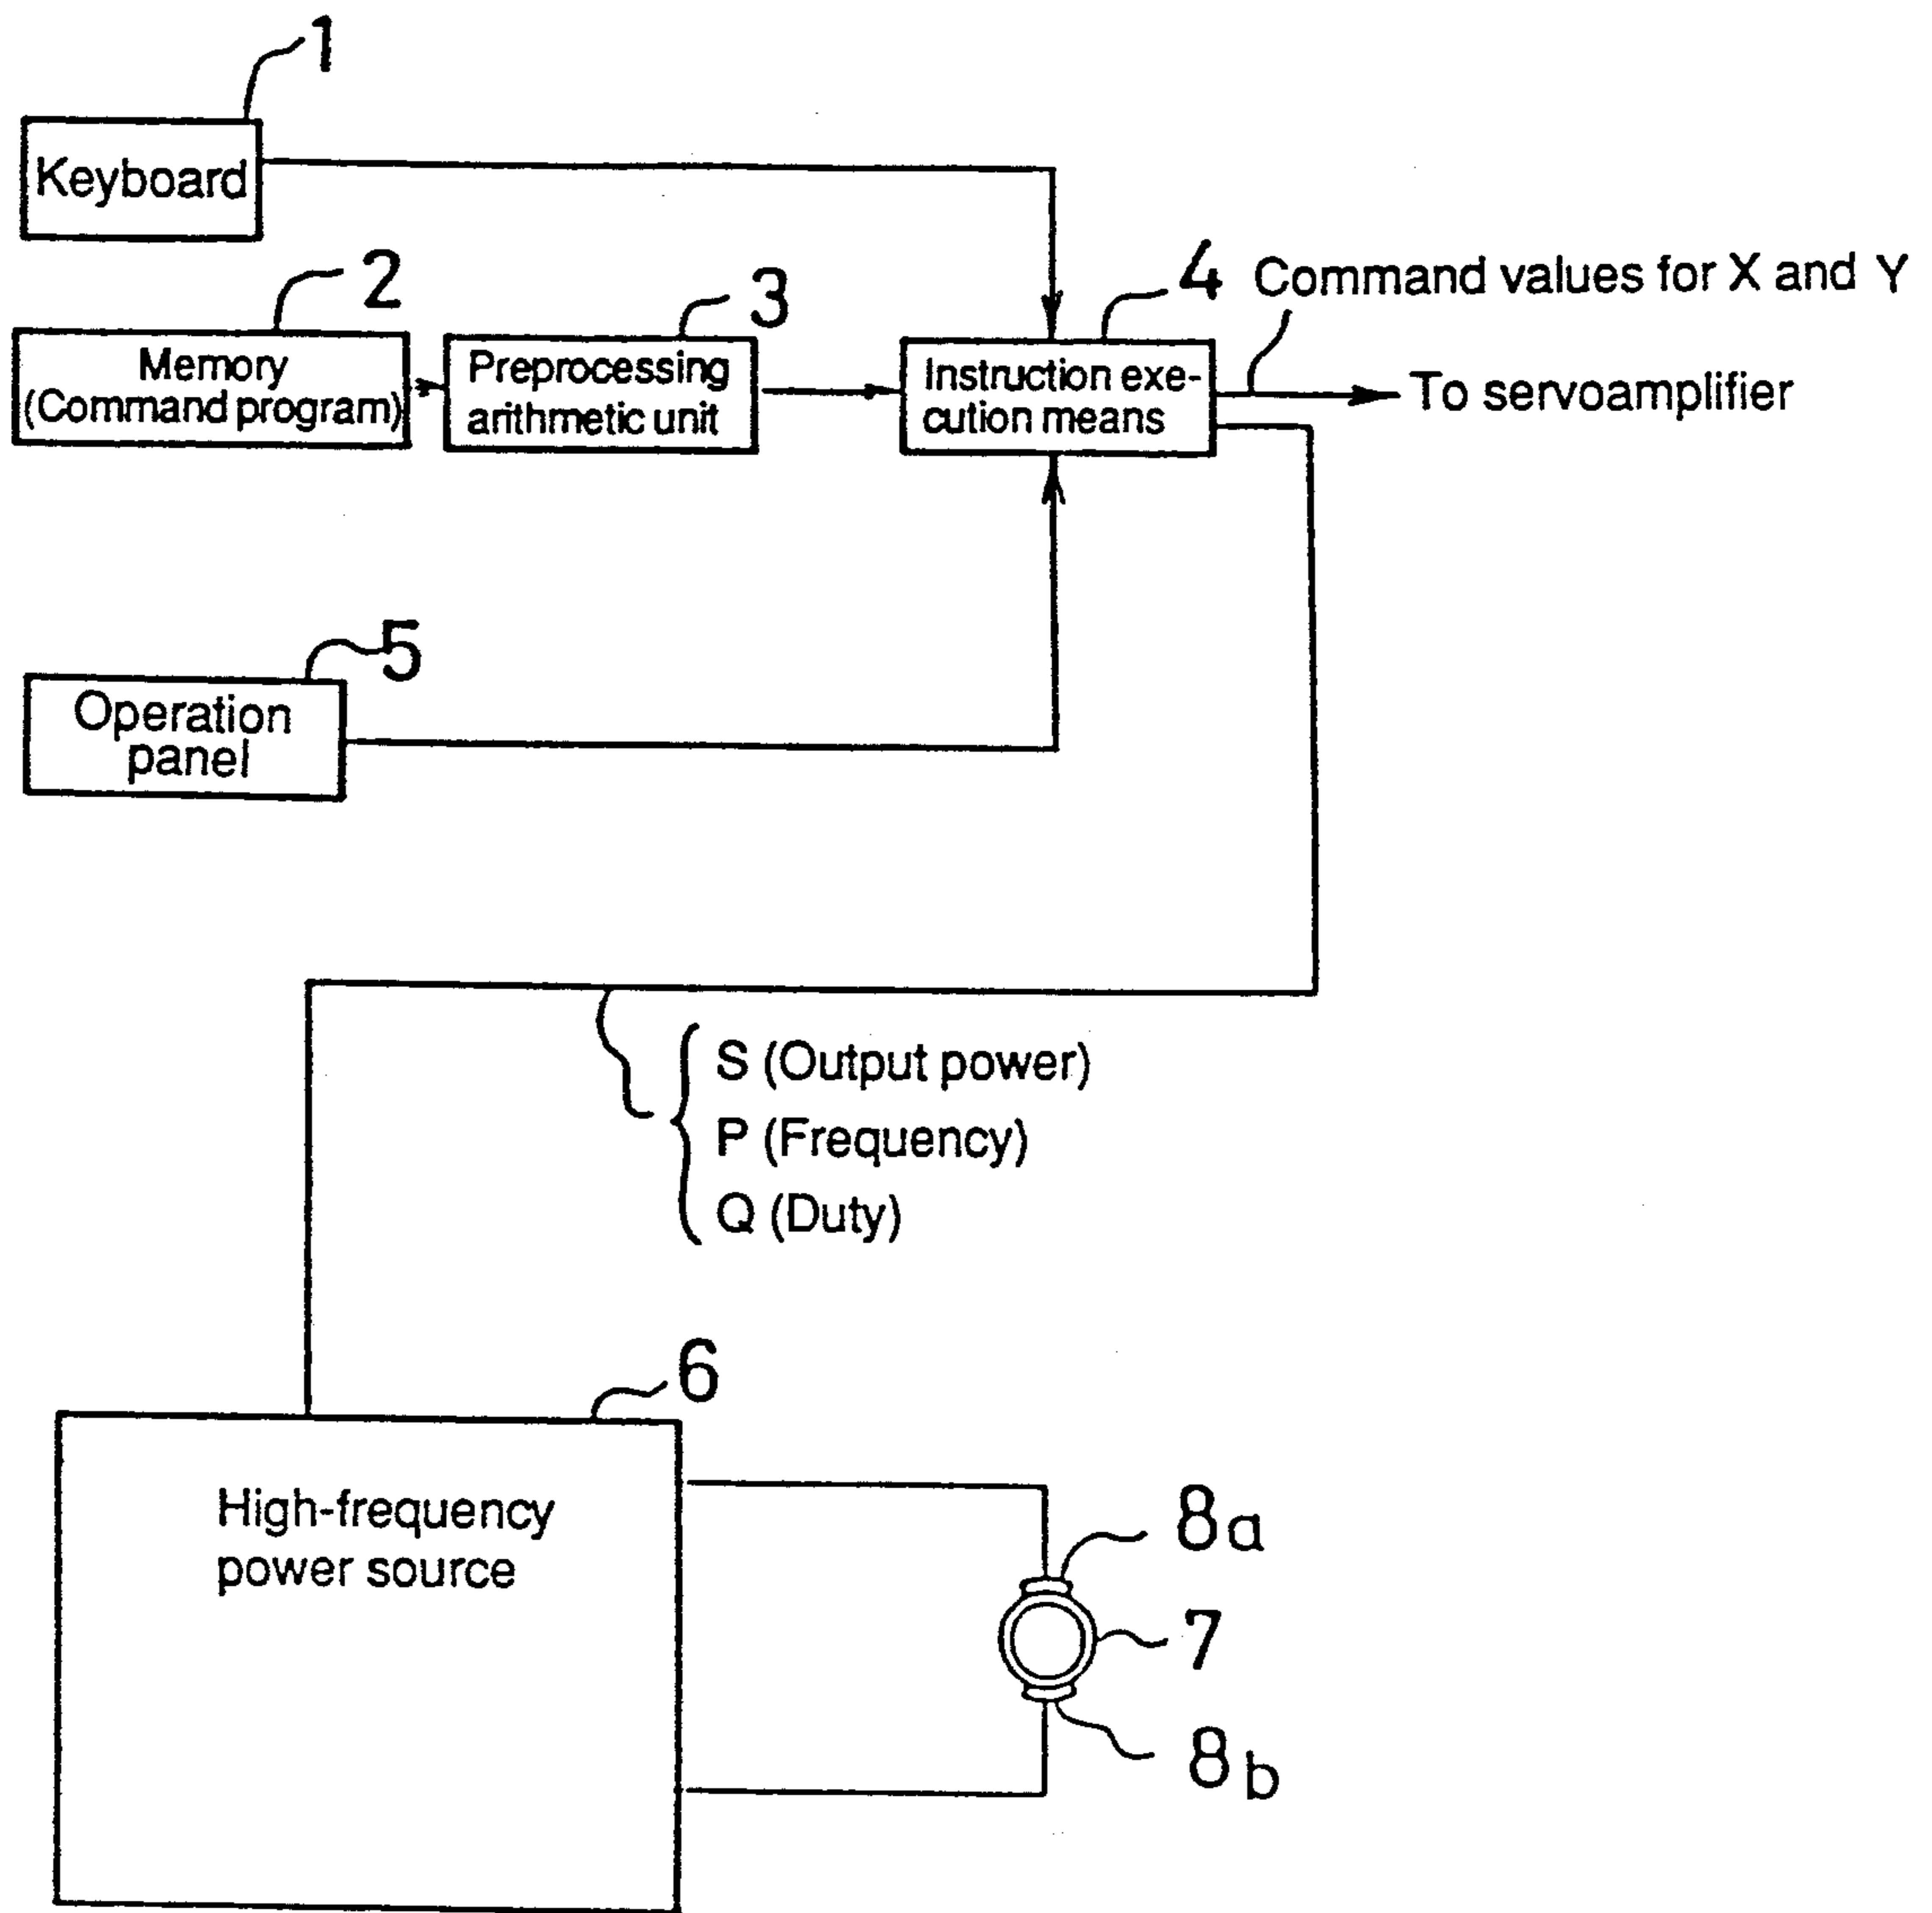 1
Keyboard
2
Memory
(Command program)
3
Preprocessing
arithmetic unit
4
Instruction exe-
cution means
Command values for X and Y
To servoamplifier
5
Operation
panel
S (Output power)
P (Frequency)
Q (Duty)
6
High-frequency
power source
8a
7
8b